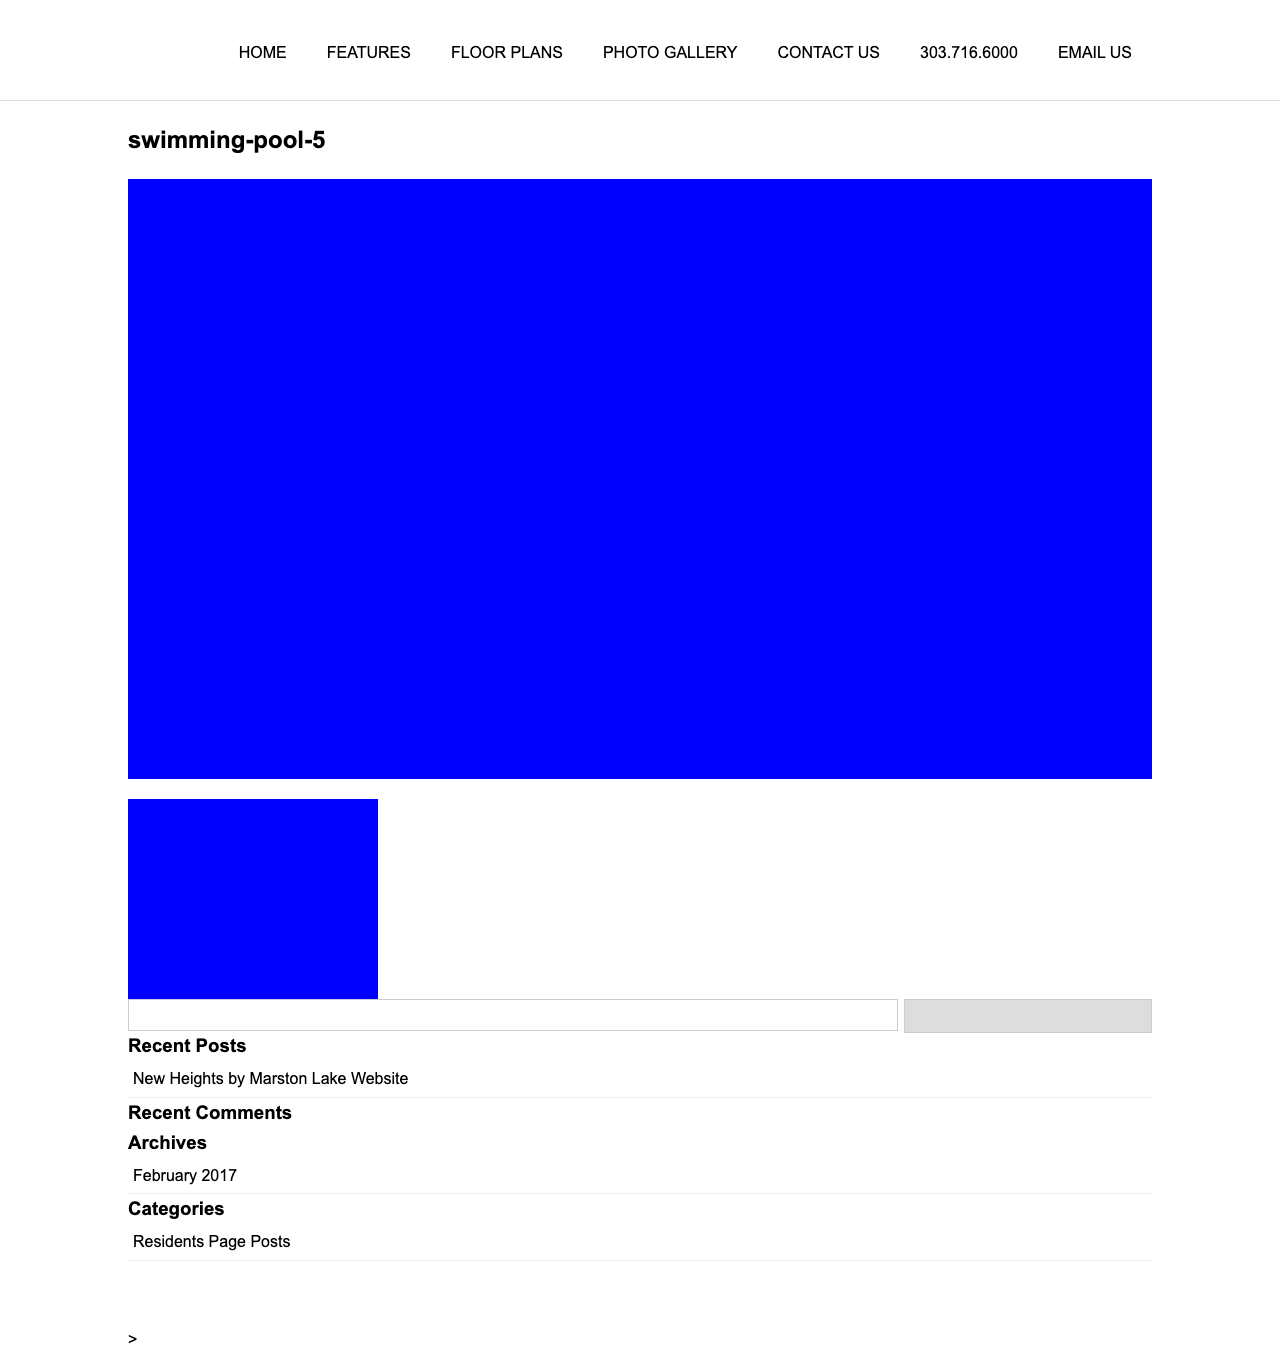 HOME FEATURES FLOOR PLANS PHOTO GALLERY CONTACT US 303.716.6000 EMAIL US
swimming-pool-5
Recent Posts
New Heights by Marston Lake Website
Recent Comments
Archives
February 2017
Categories
Residents Page Posts
>